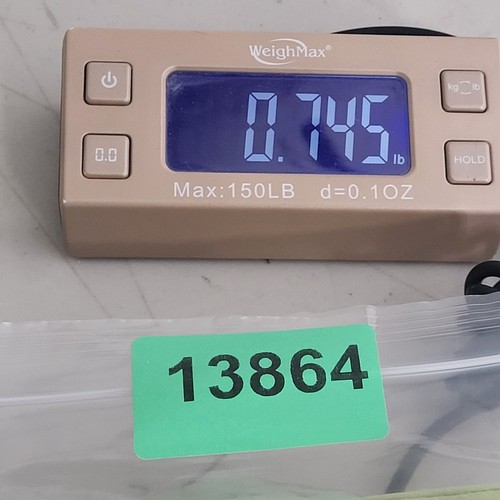 WeighMax®
kg lb
0.745 lb
0.0
HOLD
Max:150LB d=0.1OZ
13864